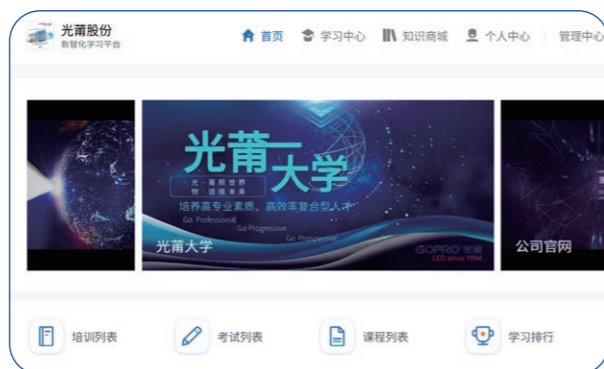 光莆股份
数智化学习平台
首页
学习中心
知识商城
个人中心
管理中心
光莆
大学
光·莆照世界
物·语指未来
培养高专业素质、高效率复合型人才
Go Professional
Go Progressive
Go Prosperous
光莆大学
GOPRO 光莆
LED since 1994
公司官网
培训列表
考试列表
课程列表
学习排行